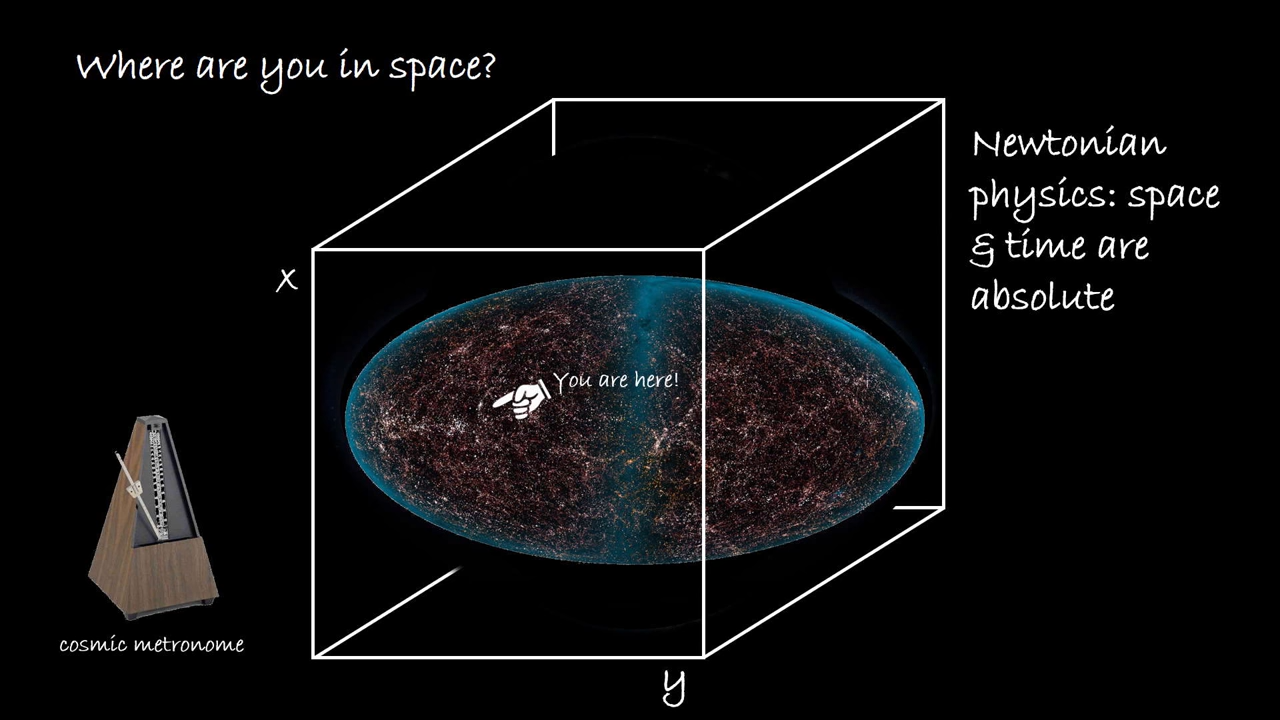 Where are you in space?
Newtonian
physics: space
& time are
absolute
x
You are here!
cosmic metronome
y